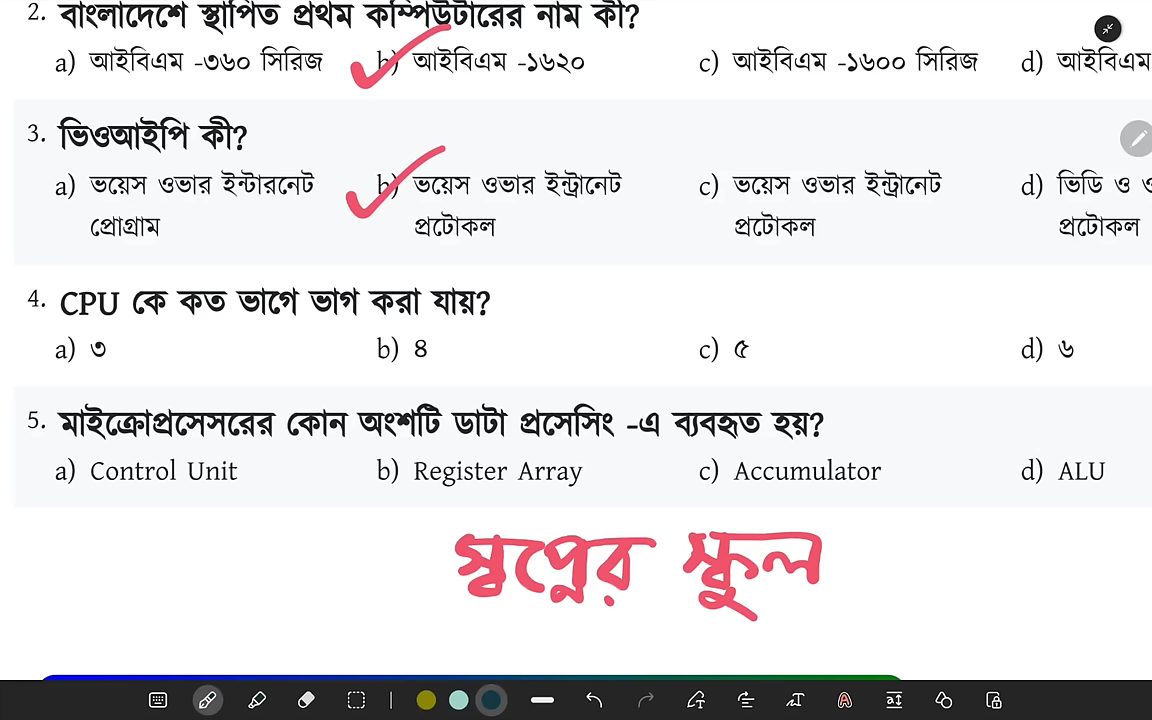 2. বাংলাদেশে স্থাপিত প্রথম কম্পিউটারের নাম কী?
a) আইবিএম -৩৬০ সিরিজ b) আইবিএম -১৬২০ c) আইবিএম -১৬০০ সিরিজ d) আইবিএম
3. ভিওআইপি কী?
a) ভয়েস ওভার ইন্টারনেট b) ভয়েস ওভার ইন্ট্রানেট c) ভয়েস ওভার ইন্ট্রানেট d) ভিডি ও
প্রোগ্রাম প্রটোকল প্রটোকল প্রটোকল
4. CPU কে কত ভাগে ভাগ করা যায়?
a) ৩ b) ৪ c) ৫ d) ৬
5. মাইক্রোপ্রসেসরের কোন অংশটি ডাটা প্রসেসিং -এ ব্যবহৃত হয়?
a) Control Unit b) Register Array c) Accumulator d) ALU
স্বপ্নের স্কুল